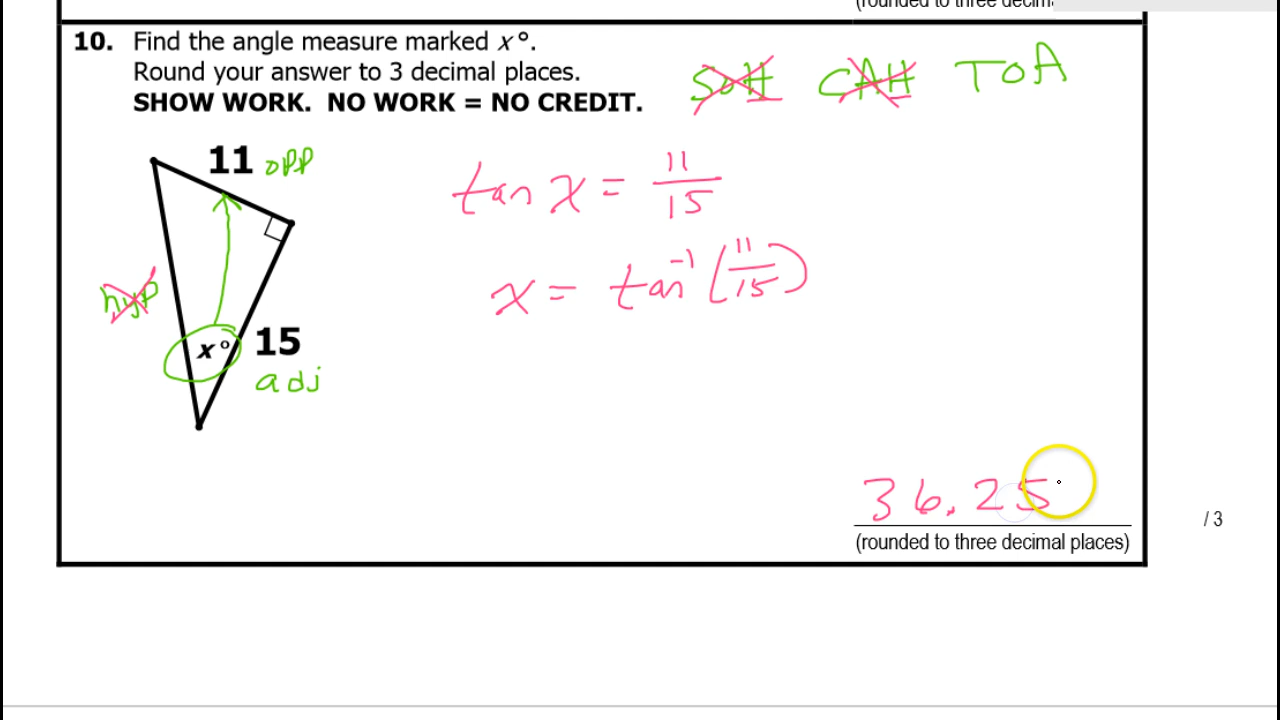 (rounded to three decim
10. Find the angle measure marked x°.
Round your answer to 3 decimal places.
SHOW WORK. NO WORK = NO CREDIT.
SOH CAH TOA
11 opp
tan x = 11/15
x = tan⁻¹(11/15)
hyp
x° 15
adj
36.25
(rounded to three decimal places)
/ 3